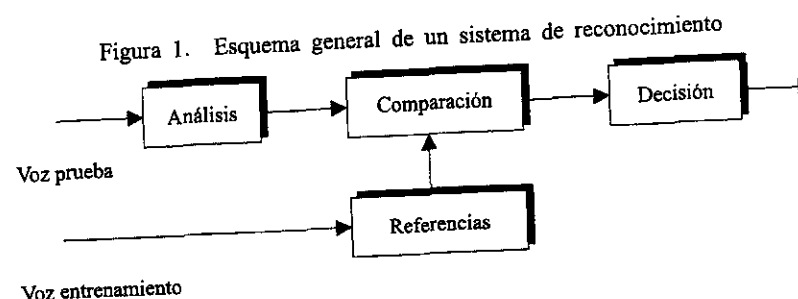 Figura 1. Esquema general de un sistema de reconocimiento
Análisis
Comparación
Decisión
Voz prueba
Referencias
Voz entrenamiento